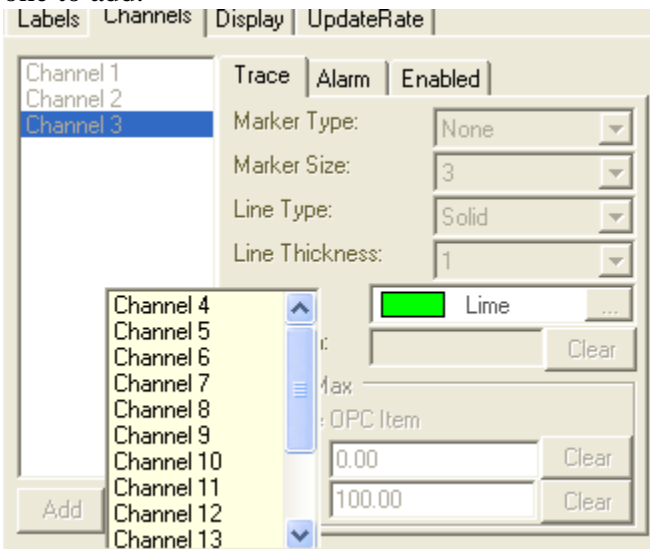 Labels Channels Display UpdateRate
Channel 1
Channel 2
Channel 3
Trace Alarm Enabled
Marker Type: None
Marker Size: 3
Line Type: Solid
Line Thickness: 1
Lime ...
Clear
Max
OPC Item
0.00 Clear
100.00 Clear
Add
Channel 4
Channel 5
Channel 6
Channel 7
Channel 8
Channel 9
Channel 10
Channel 11
Channel 12
Channel 13